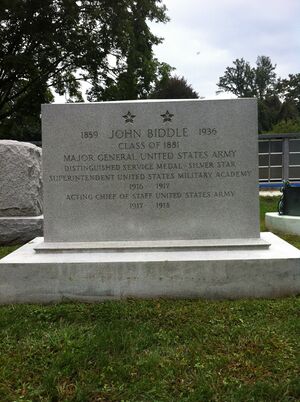 1859 JOHN BIDDLE 1936
CLASS OF 1881
MAJOR GENERAL UNITED STATES ARMY
DISTINGUISHED SERVICE MEDAL - SILVER STAR
SUPERINTENDENT UNITED STATES MILITARY ACADEMY
1916 1917
ACTING CHIEF OF STAFF UNITED STATES ARMY
1917 1918